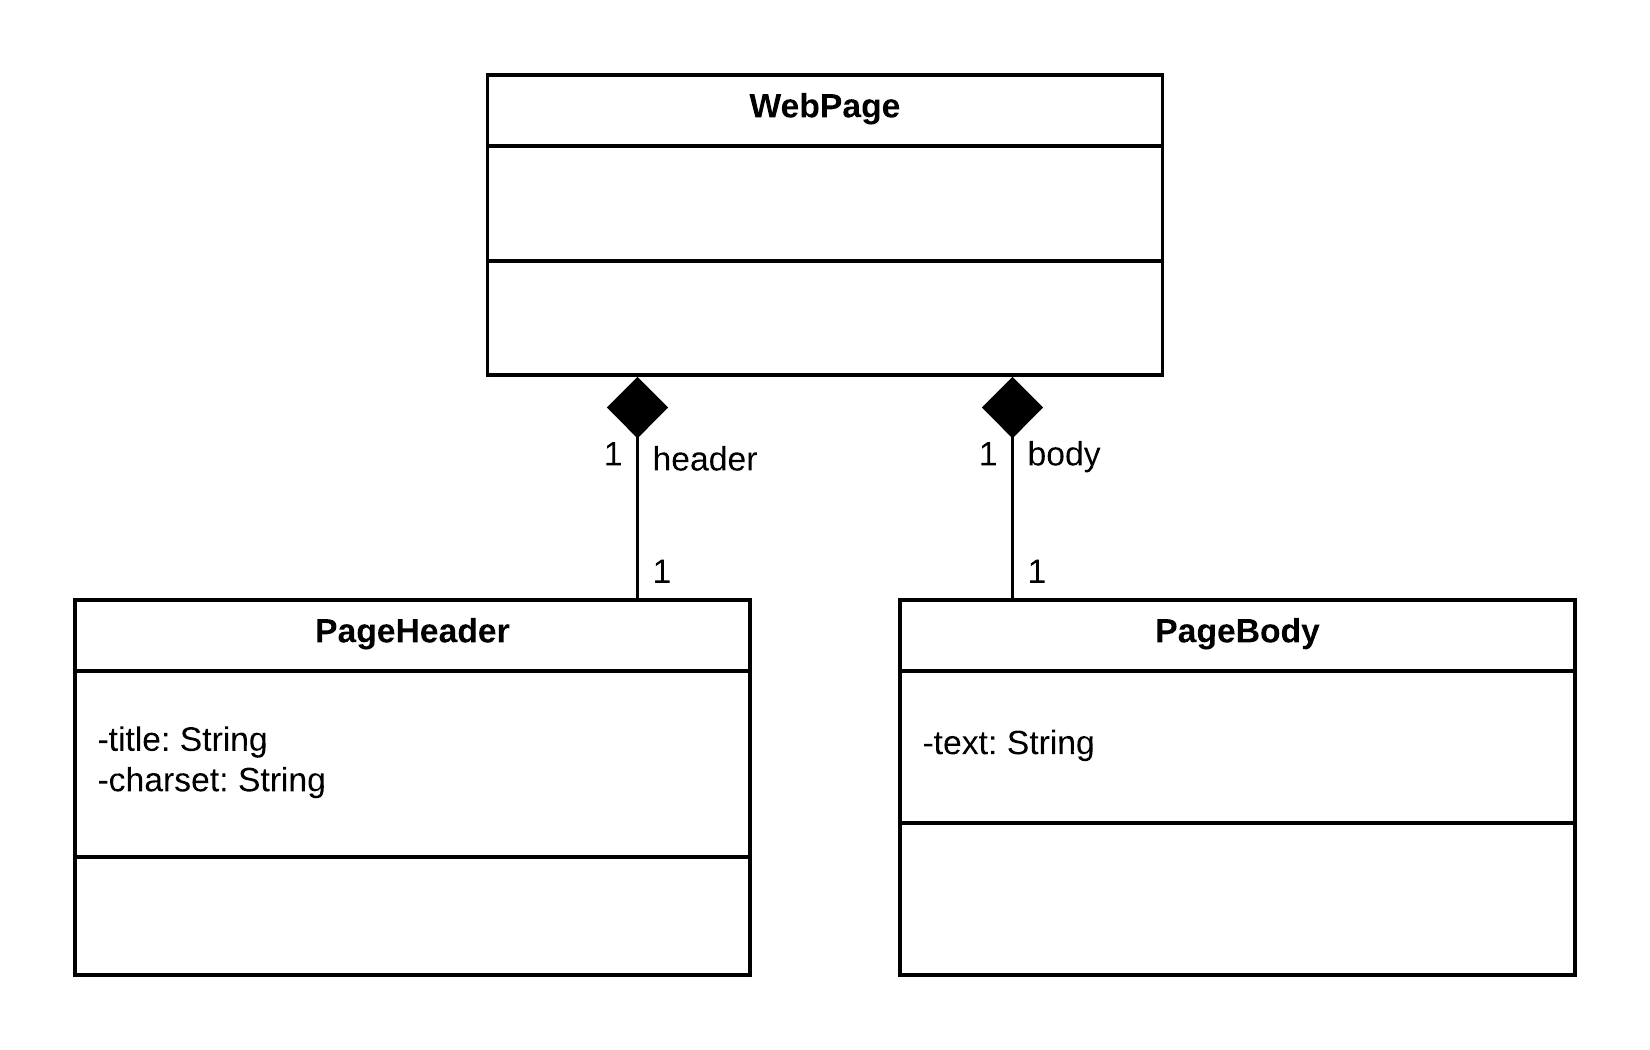 WebPage
1 header
1 body
1
1
PageHeader
-title: String
-charset: String
PageBody
-text: String